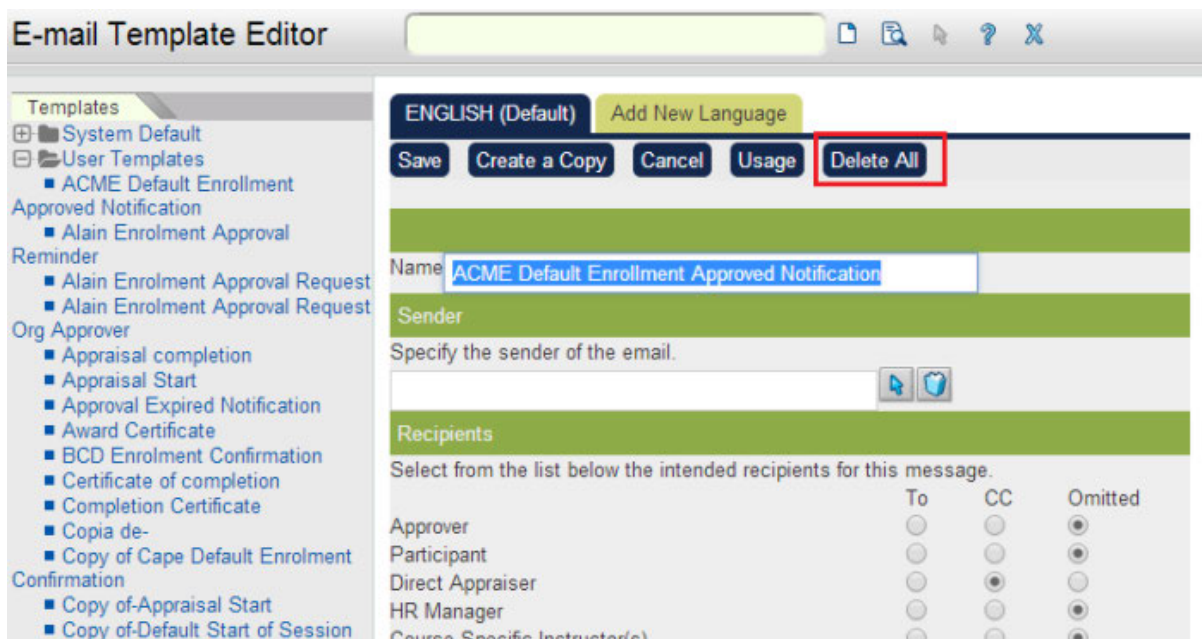 E-mail Template Editor
Templates
System Default
User Templates
ACME Default Enrollment
Approved Notification
Alain Enrolment Approval
Reminder
Alain Enrolment Approval Request
Alain Enrolment Approval Request
Org Approver
Appraisal completion
Appraisal Start
Approval Expired Notification
Award Certificate
BCD Enrolment Confirmation
Certificate of completion
Completion Certificate
Copia de-
Copy of Cape Default Enrolment
Confirmation
Copy of-Appraisal Start
Copy of-Default Start of Session
ENGLISH (Default) Add New Language
Save Create a Copy Cancel Usage Delete All
Name ACME Default Enrollment Approved Notification
Sender
Specify the sender of the email.
Recipients
Select from the list below the intended recipients for this message.
To CC Omitted
Approver
Participant
Direct Appraiser
HR Manager
Course Specific Instructor(s)